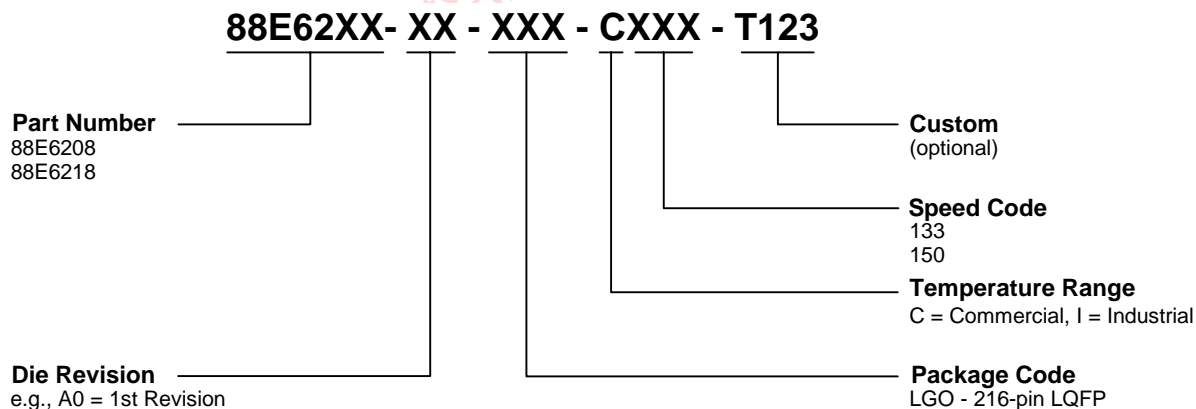 88E62XX- XX - XXX - CXXX - T123
Part Number
88E6208
88E6218
Custom
(optional)
Speed Code
133
150
Temperature Range
C = Commercial, I = Industrial
Die Revision
e.g., A0 = 1st Revision
Package Code
LGO - 216-pin LQFP